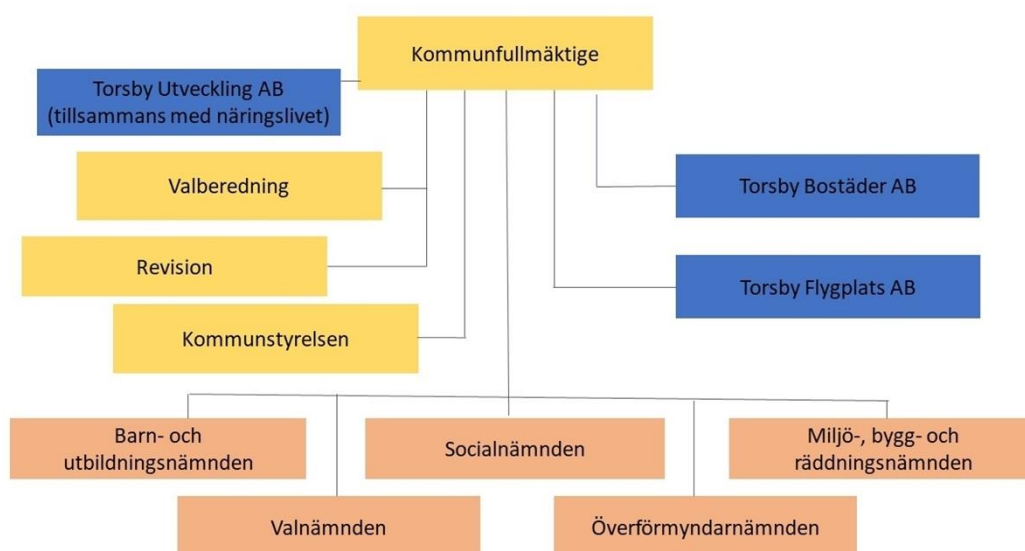 Kommunfullmäktige
Torsby Utveckling AB
(tillsammans med näringslivet)
Valberedning
Torsby Bostäder AB
Revision
Torsby Flygplats AB
Kommunstyrelsen
Barn- och
utbildningsnämnden
Socialnämnden
Miljö-, bygg- och
räddningsnämnden
Valnämnden
Överförmyndarnämnden